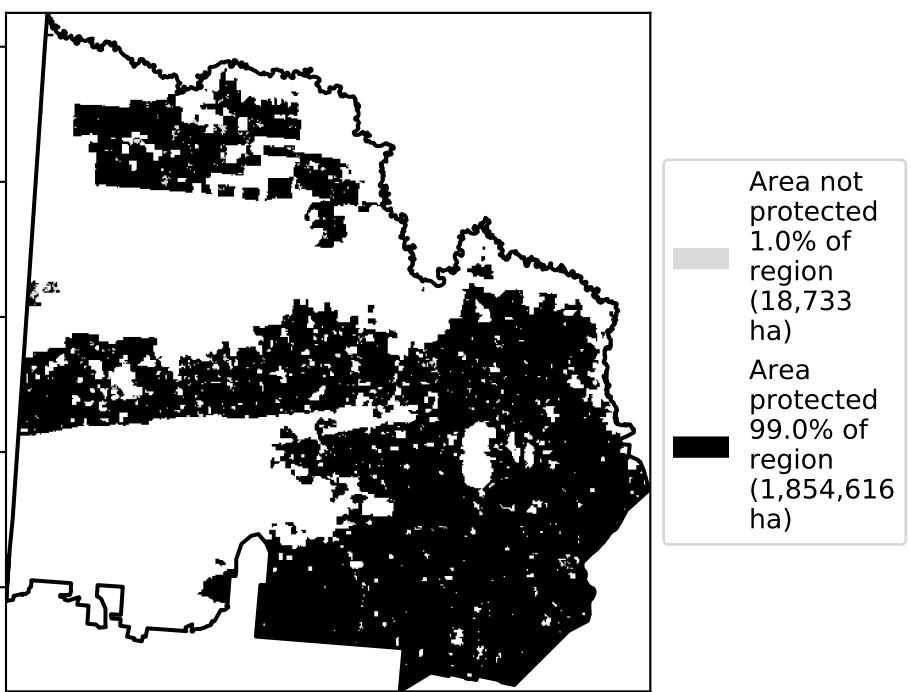 Area not
protected
1.0% of
region
(18,733
ha)
Area
protected
99.0% of
region
(1,854,616
ha)